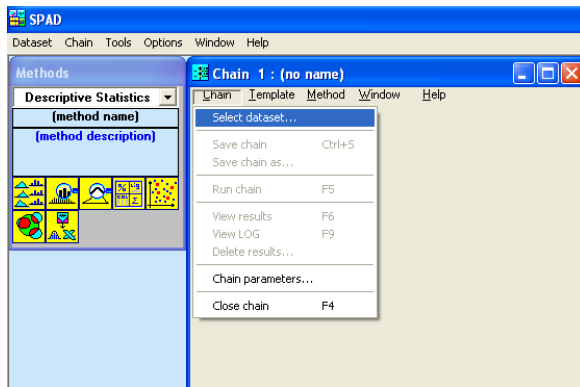 SPAD
Dataset Chain Tools Options Window Help
Methods
Descriptive Statistics
(method name)
(method description)
Chain 1 : (no name)
Chain Template Method Window Help
Select dataset...
Save chain Ctrl+S
Save chain as...
Run chain F5
View results F6
View LOG F9
Delete results...
Chain parameters...
Close chain F4